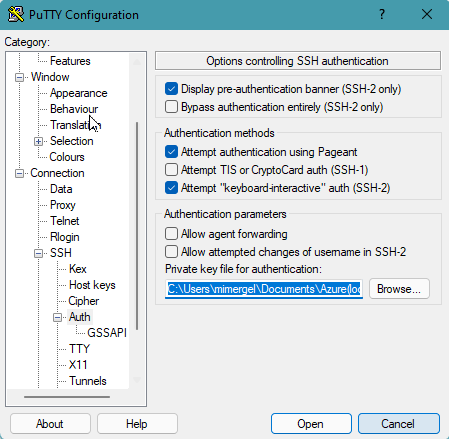 PuTTY Configuration
?
Category:
Features
Window
Appearance
Behaviour
Translation
Selection
Colours
Connection
Data
Proxy
Telnet
Rlogin
SSH
Kex
Host keys
Cipher
Auth
GSSAPI
TTY
X11
Tunnels
Options controlling SSH authentication
Display pre-authentication banner (SSH-2 only)
Bypass authentication entirely (SSH-2 only)
Authentication methods
Attempt authentication using Pageant
Attempt TIS or CryptoCard auth (SSH-1)
Attempt "keyboard-interactive" auth (SSH-2)
Authentication parameters
Allow agent forwarding
Allow attempted changes of username in SSH-2
Private key file for authentication:
C:\Users\mimergel\Documents\Azure(loc
Browse...
About
Help
Open
Cancel